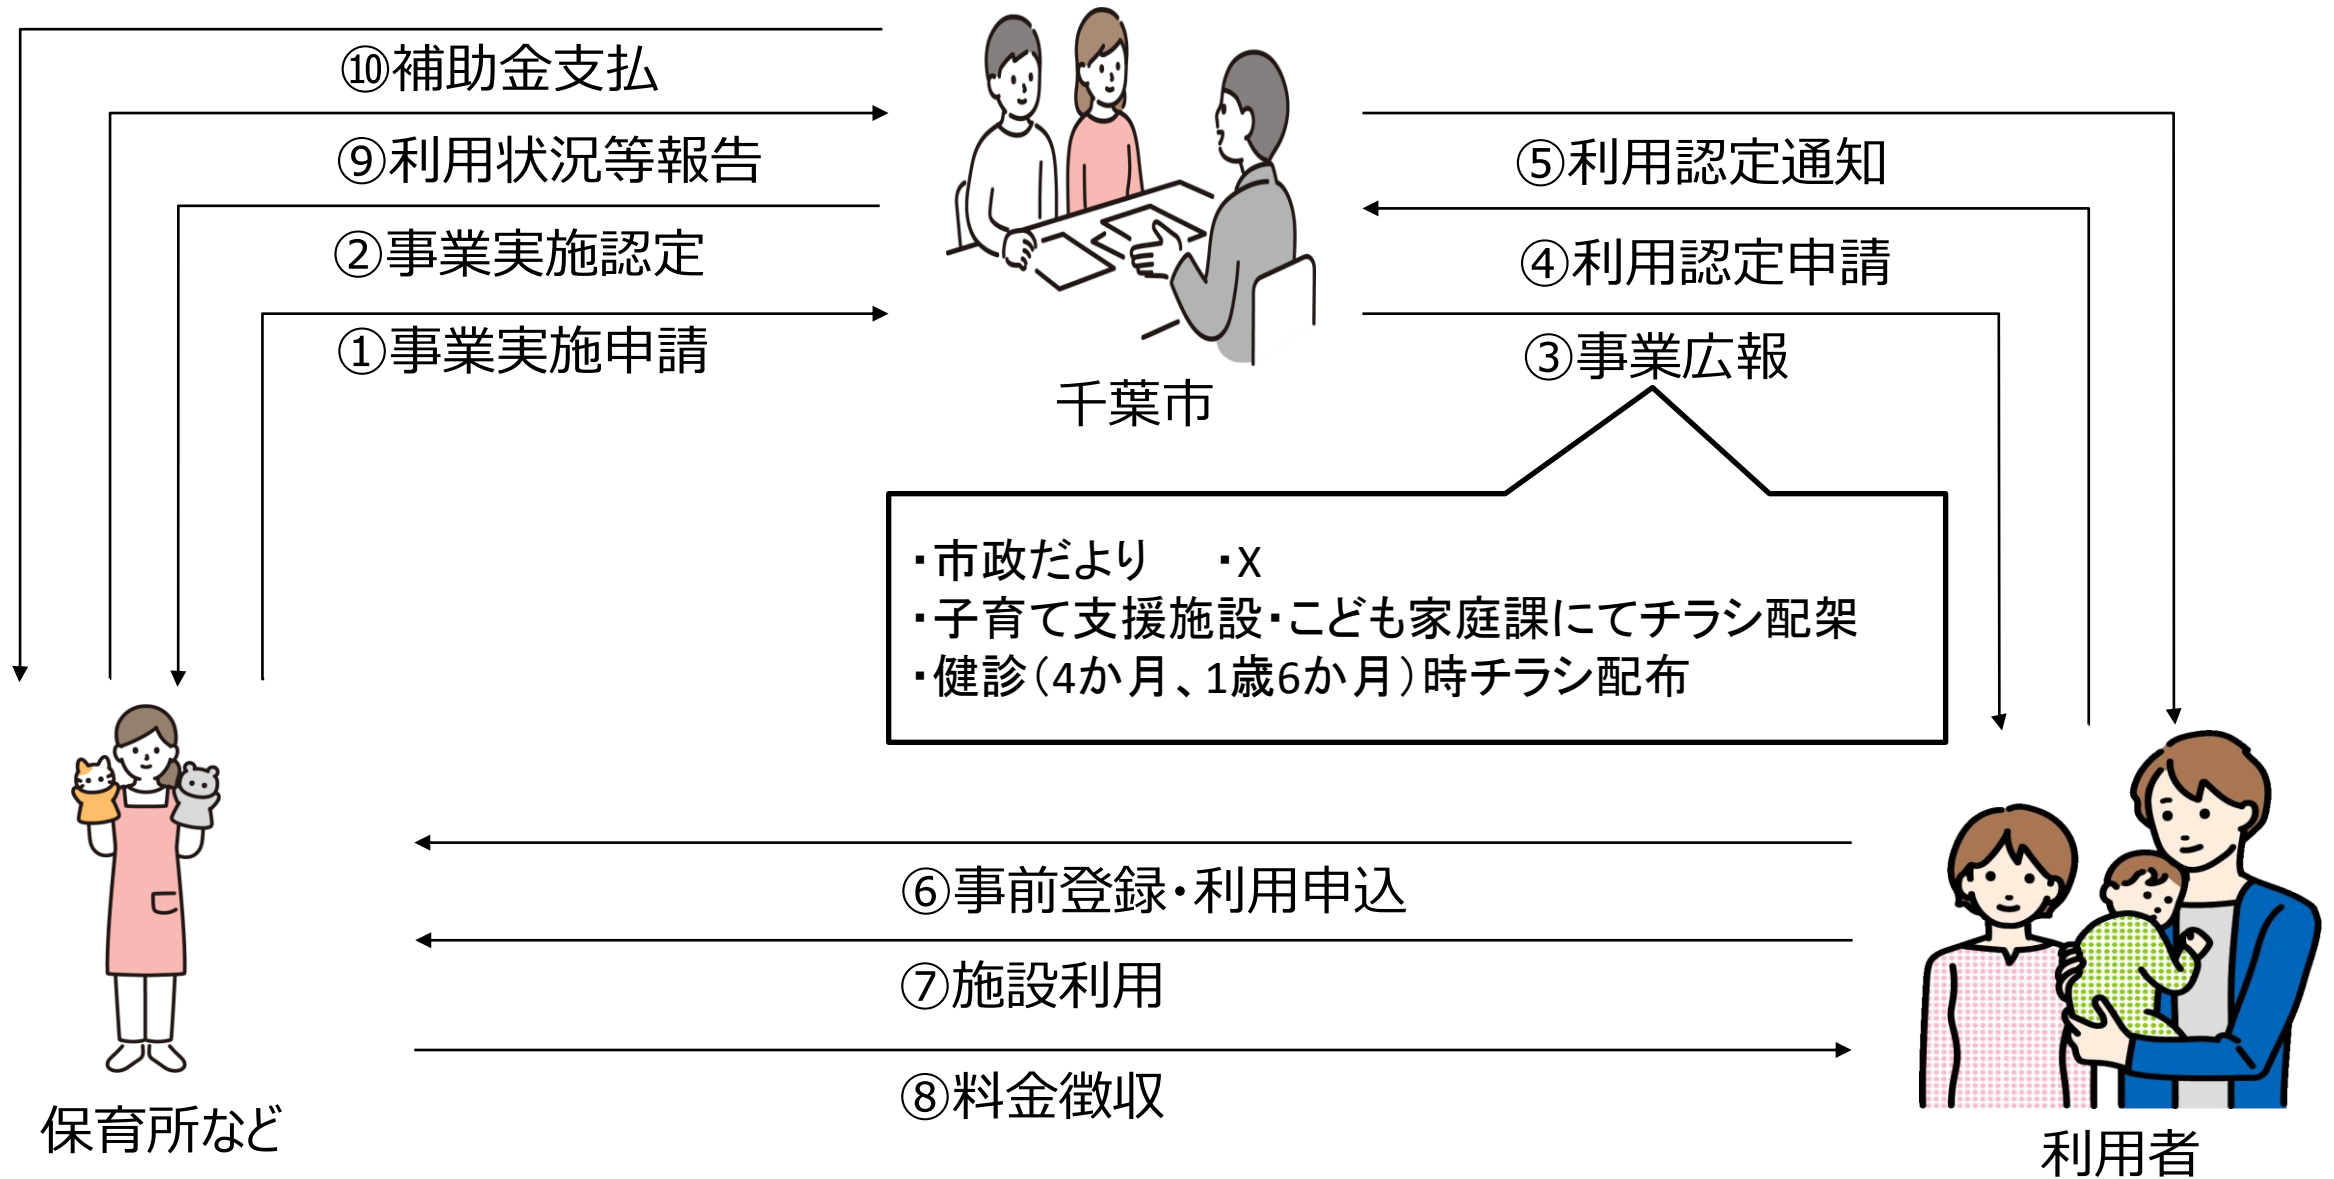 ⑩補助金支払
⑨利用状況等報告
②事業実施認定
①事業実施申請
千葉市
⑤利用認定通知
④利用認定申請
③事業広報
・市政だより　・X
・子育て支援施設・こども家庭課にてチラシ配架
・健診(4か月、1歳6か月)時チラシ配布
⑥事前登録・利用申込
⑦施設利用
⑧料金徴収
保育所など
利用者